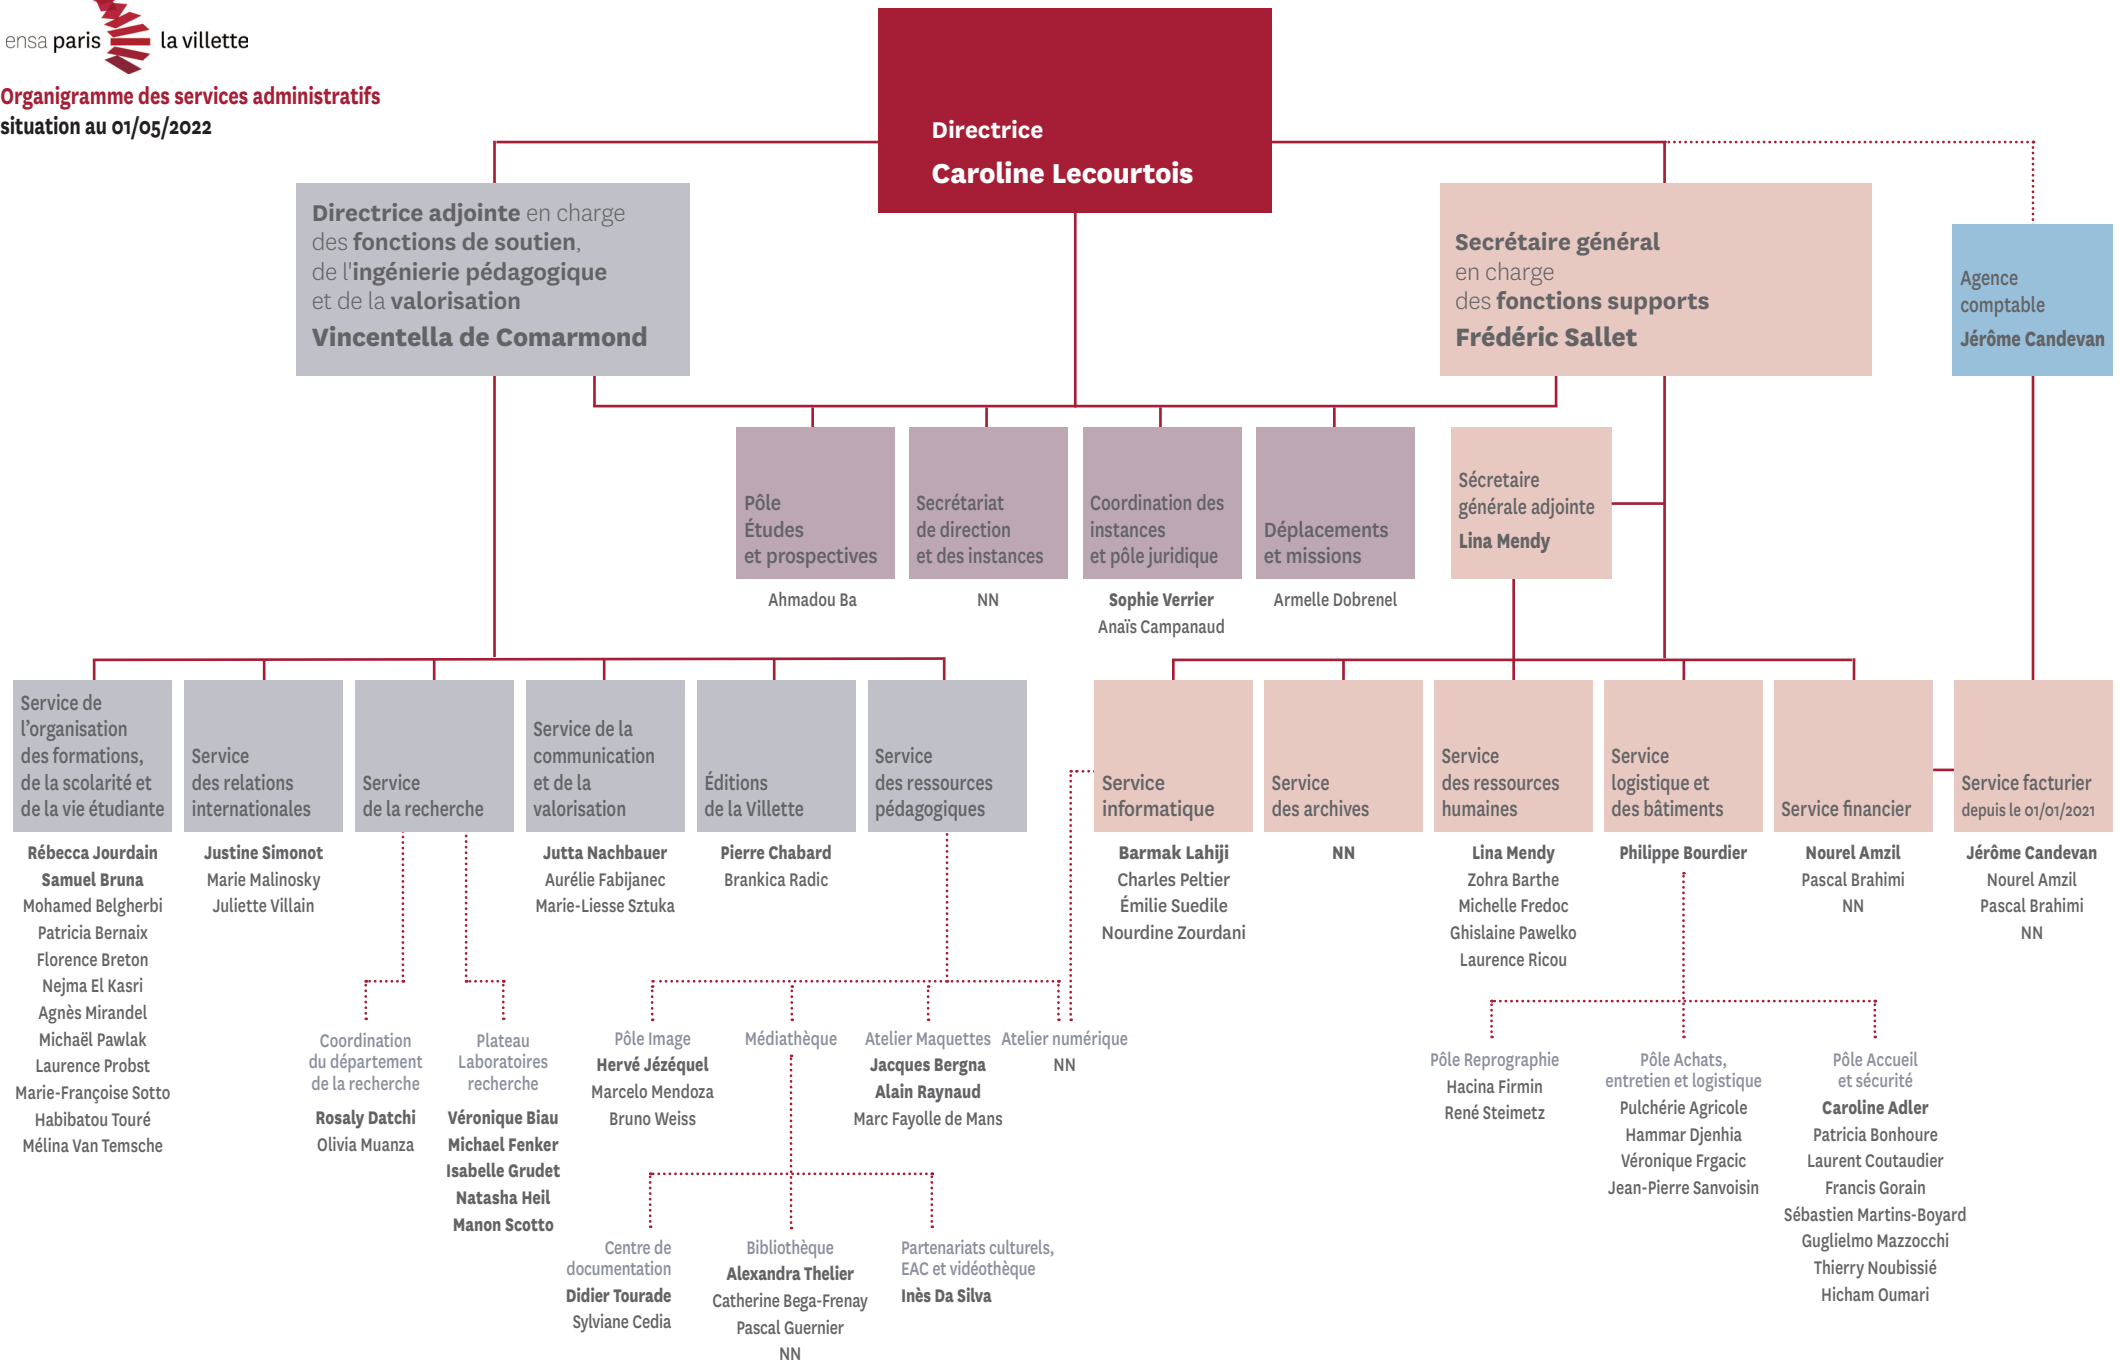 ensa paris la villette
Organigramme des services administratifs
situation au 01/05/2022
Directrice
Caroline Lecourtois
Directrice adjointe en charge
des fonctions de soutien,
de l'ingénierie pédagogique
et de la valorisation
Vincentella de Comarmond
Secrétaire général
en charge
des fonctions supports
Frédéric Sallet
Agence
comptable
Jérôme Candevan
Pôle
Études
et prospectives
Ahmadou Ba
Secrétariat
de direction
et des instances
NN
Coordination des
instances
et pôle juridique
Sophie Verrier
Anaïs Campanaud
Déplacements
et missions
Armelle Dobrenel
Sécretaire
générale adjointe
Lina Mendy
Service de
l'organisation
des formations,
de la scolarité et
de la vie étudiante
Rébecca Jourdain
Samuel Bruna
Mohamed Belgherbi
Patricia Bernaix
Florence Breton
Nejma El Kasri
Agnès Mirandel
Michaël Pawlak
Laurence Probst
Marie-Françoise Sotto
Habibatou Touré
Mélina Van Temsche
Service
des relations
internationales
Justine Simonot
Marie Malinosky
Juliette Villain
Service
de la recherche
Coordination
du département
de la recherche
Rosaly Datchi
Olivia Muanza
Plateau
Laboratoires
recherche
Véronique Biau
Michael Fenker
Isabelle Grudet
Natasha Heil
Manon Scotto
Service de la
communication
et de la
valorisation
Jutta Nachbauer
Aurélie Fabijanec
Marie-Liesse Sztuka
Éditions
de la Villette
Pierre Chabard
Brankica Radic
Service
des ressources
pédagogiques
Pôle Image
Hervé Jézéquel
Marcelo Mendoza
Bruno Weiss
Médiathèque
Atelier Maquettes
Jacques Bergna
Alain Raynaud
Marc Fayolle de Mans
Atelier numérique
NN
Centre de
documentation
Didier Tourade
Sylviane Cedia
Bibliothèque
Alexandra Thelier
Catherine Bega-Frenay
Pascal Guernier
NN
Partenariats culturels,
EAC et vidéothèque
Inès Da Silva
Service
informatique
Barmak Lahiji
Charles Peltier
Émilie Suedile
Nourdine Zourdani
Service
des archives
NN
Service
des ressources
humaines
Lina Mendy
Zohra Barthe
Michelle Fredoc
Ghislaine Pawelko
Laurence Ricou
Service
logistique et
des bâtiments
Philippe Bourdier
Pôle Reprographie
Hacina Firmin
René Steimetz
Pôle Achats,
entretien et logistique
Pulchérie Agricole
Hammar Djenhia
Véronique Frgacic
Jean-Pierre Sanvoisin
Pôle Accueil
et sécurité
Caroline Adler
Patricia Bonhoure
Laurent Coutaudier
Francis Gorain
Sébastien Martins-Boyard
Guglielmo Mazzocchi
Thierry Noubissié
Hicham Oumari
Service financier
Nourel Amzil
Pascal Brahimi
NN
Service facturier
depuis le 01/01/2021
Jérôme Candevan
Nourel Amzil
Pascal Brahimi
NN